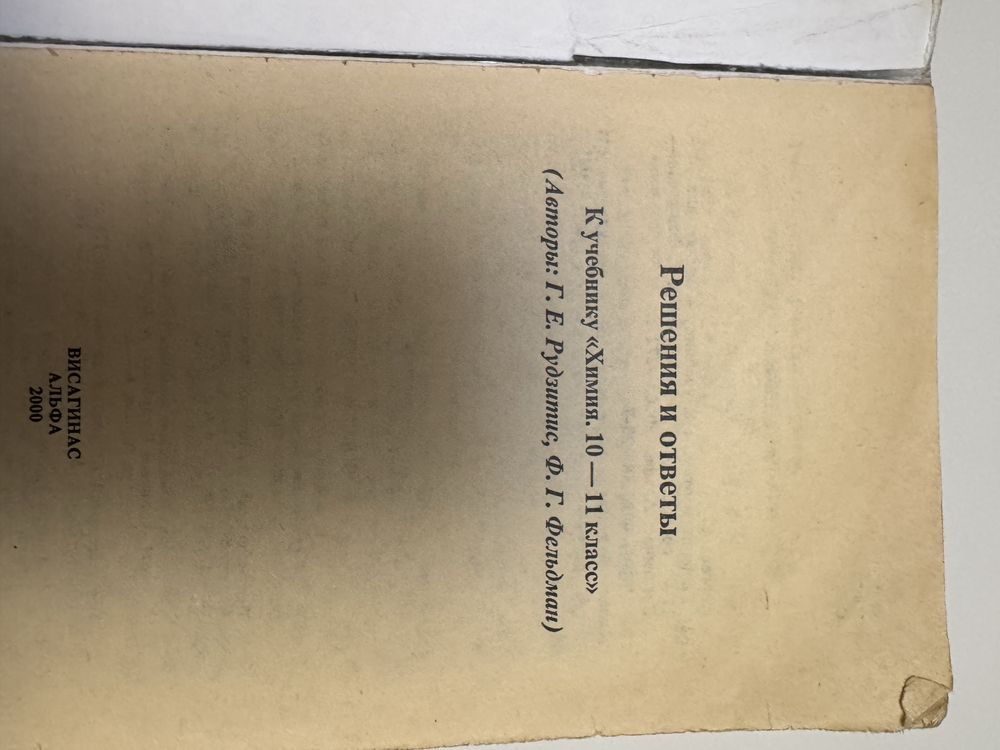 Решения и ответы
К учебнику «Химия. 10 — 11 класс»
(Авторы: Г. Е. Рудзитис, Ф. Г. Фельдман)
ВИСАГИНАС
АЛЬФА
2000